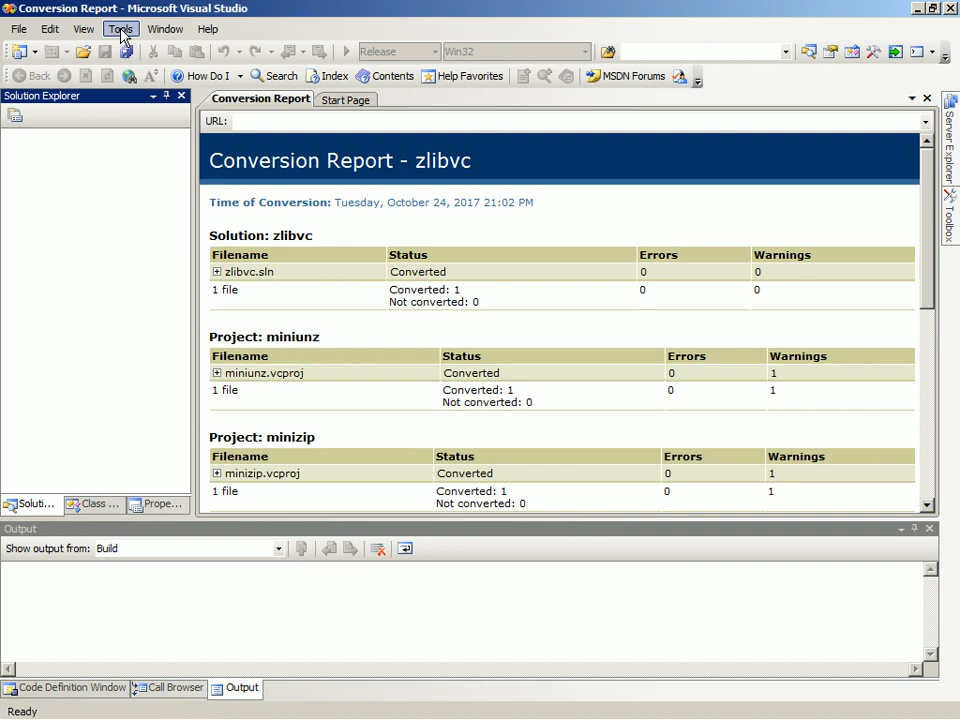 Conversion Report - Microsoft Visual Studio
File Edit View Tools Window Help
Release Win32
Back How Do I Search Index Contents Help Favorites MSDN Forums
Solution Explorer
Conversion Report Start Page
URL:
Server Explorer
Toolbox
Conversion Report - zlibvc
Time of Conversion: Tuesday, October 24, 2017 21:02 PM
Solution: zlibvc
Filename Status Errors Warnings
zlibvc.sln Converted 0 0
1 file Converted: 1 0 0
Not converted: 0
Project: miniunz
Filename Status Errors Warnings
miniunz.vcproj Converted 0 1
1 file Converted: 1 0 1
Not converted: 0
Project: minizip
Filename Status Errors Warnings
minizip.vcproj Converted 0 1
1 file Converted: 1 0 1
Not converted: 0
Soluti... Class ... Prope...
Output
Show output from: Build
Code Definition Window Call Browser Output
Ready